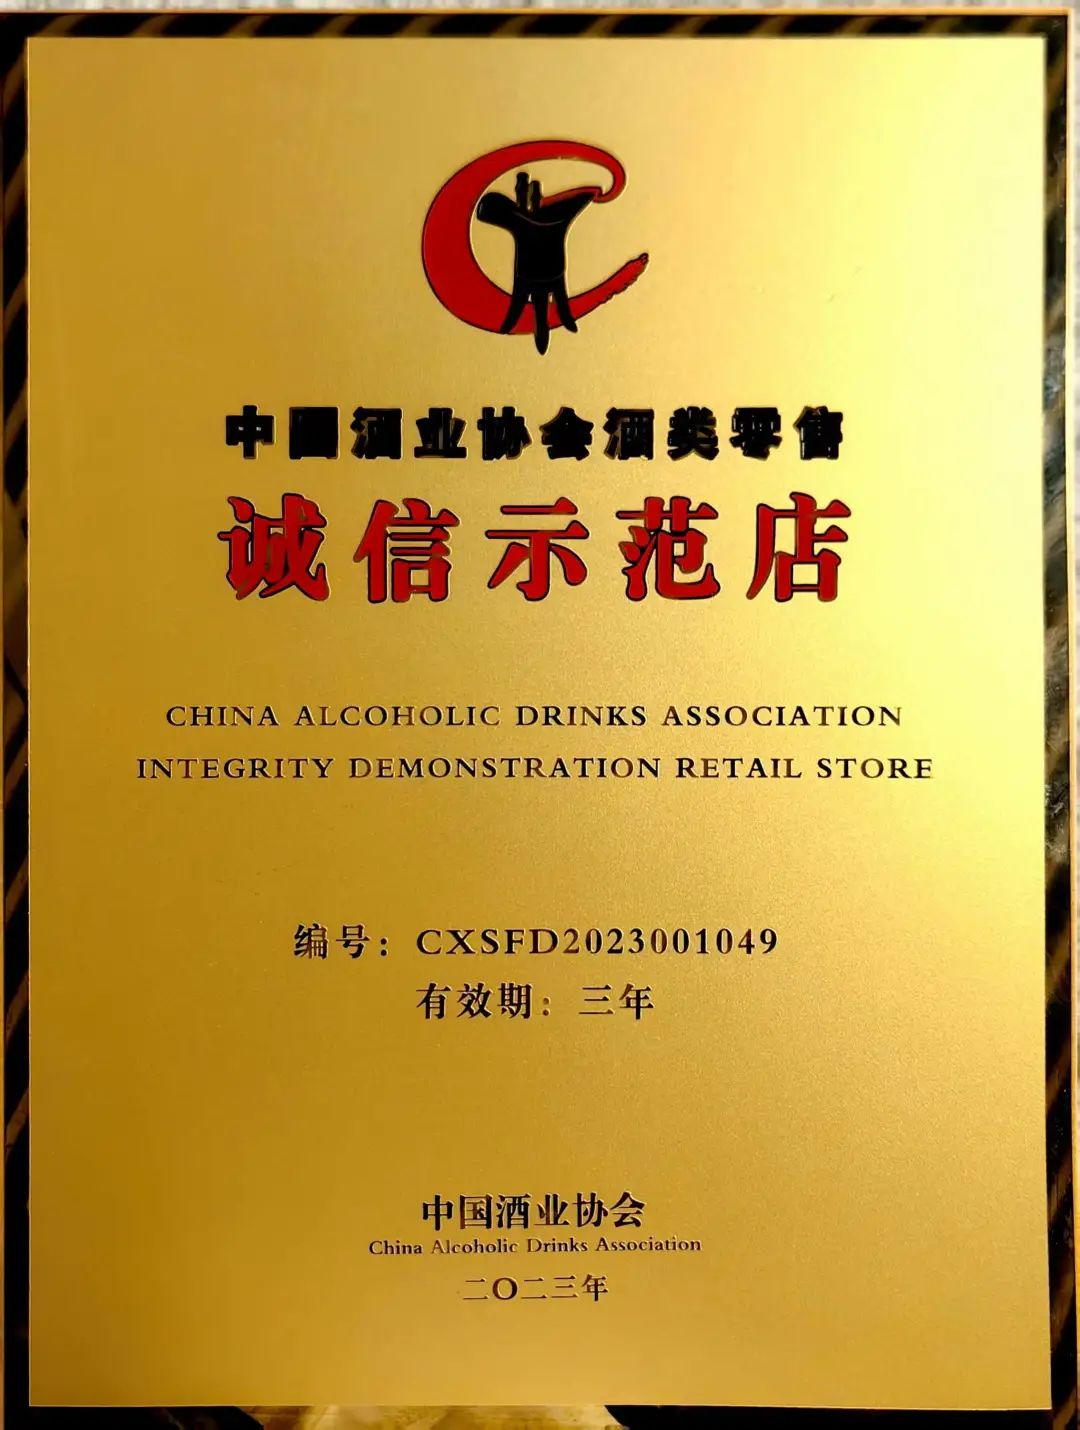 中国酒业协会酒类零售
诚信示范店
CHINA ALCOHOLIC DRINKS ASSOCIATION
INTEGRITY DEMONSTRATION RETAIL STORE
编号：CXSFD2023001049
有效期：三年
中国酒业协会
China Alcoholic Drinks Association
二〇二三年